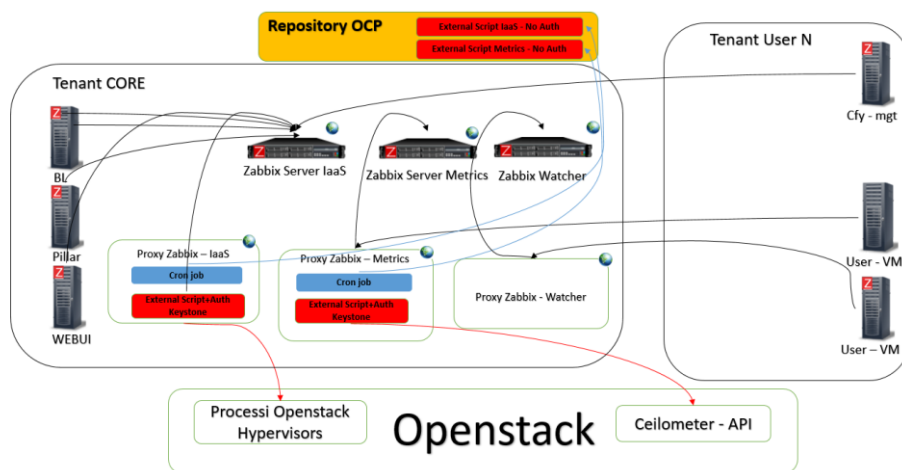 Repository OCP
External Script IaaS - No Auth
External Script Metrics - No Auth
Tenant User N
Tenant CORE
Z
Cfy - mgt
Z
BL
Z
Zabbix Server IaaS
Z
Zabbix Server Metrics
Z
Zabbix Watcher
Z
Pillar
User - VM
Proxy Zabbix – IaaS
Cron job
External Script+Auth
Keystone
Proxy Zabbix – Metrics
Cron job
External Script+Auth
Keystone
Proxy Zabbix - Watcher
Z
WEBUI
Z
User – VM
Processi Openstack
Hypervisors
Openstack
Ceilometer - API